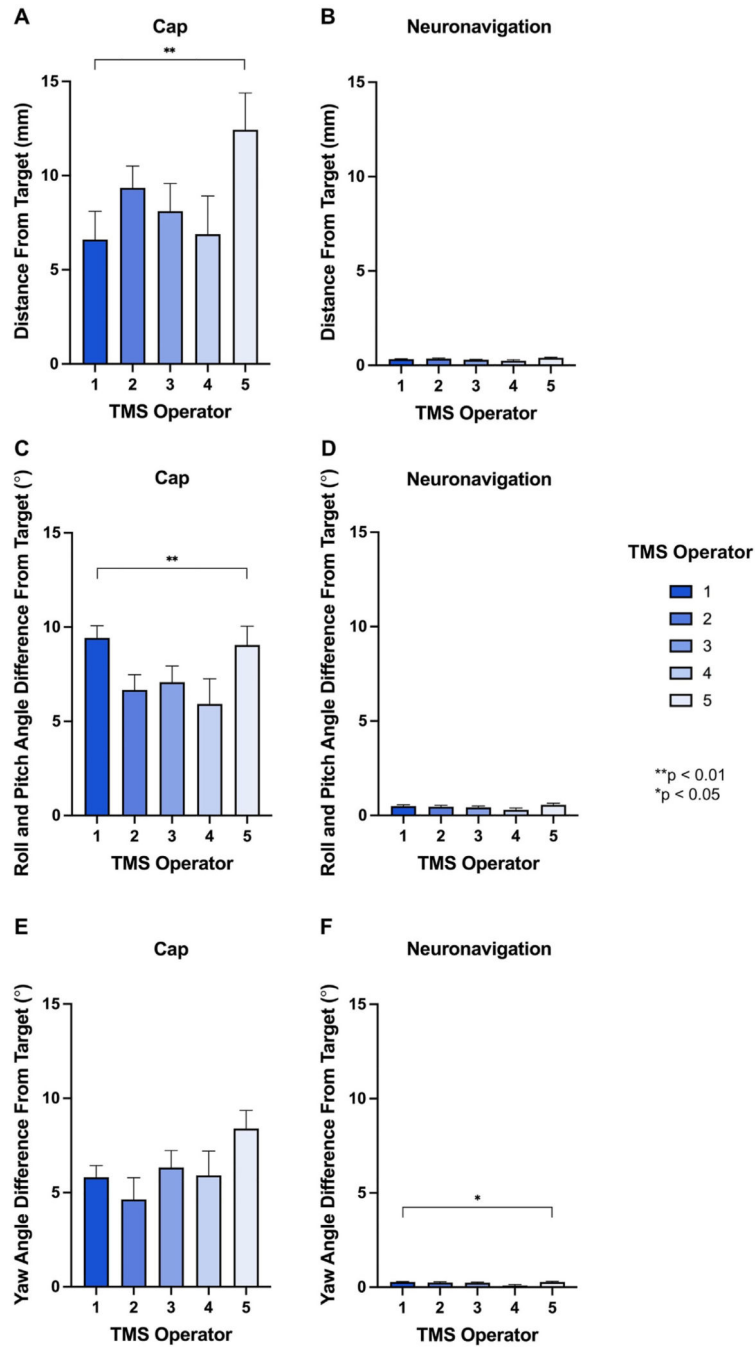 A
Cap
**
Distance From Target (mm)
15
10
5
0
1 2 3 4 5
TMS Operator
B
Neuronavigation
Distance From Target (mm)
15
10
5
0
1 2 3 4 5
TMS Operator
C
Cap
**
Roll and Pitch Angle Difference From Target (°)
15
10
5
0
1 2 3 4 5
TMS Operator
D
Neuronavigation
Roll and Pitch Angle Difference From Target (°)
15
10
5
0
1 2 3 4 5
TMS Operator
TMS Operator
1
2
3
4
5
**p < 0.01
*p < 0.05
E
Cap
Yaw Angle Difference From Target (°)
15
10
5
0
1 2 3 4 5
TMS Operator
F
Neuronavigation
*
Yaw Angle Difference From Target (°)
15
10
5
0
1 2 3 4 5
TMS Operator